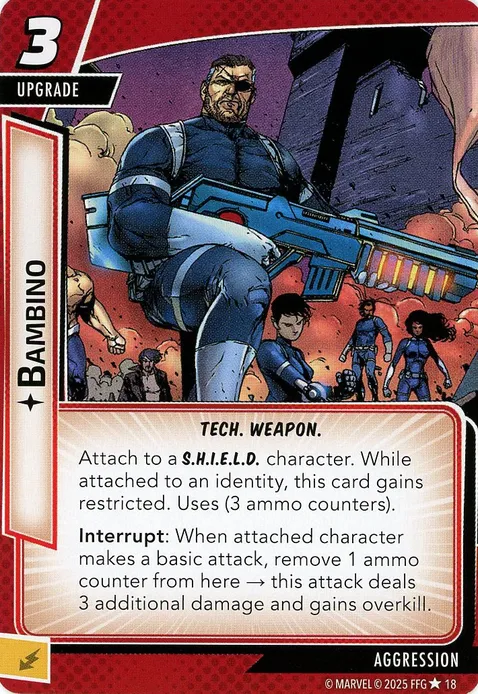 3
UPGRADE
BAMBINO
TECH. WEAPON.
Attach to a S.H.I.E.L.D. character. While
attached to an identity, this card gains
restricted. Uses (3 ammo counters).
Interrupt: When attached character
makes a basic attack, remove 1 ammo
counter from here → this attack deals
3 additional damage and gains overkill.
AGGRESSION
© MARVEL © 2025 FFG ★ 18